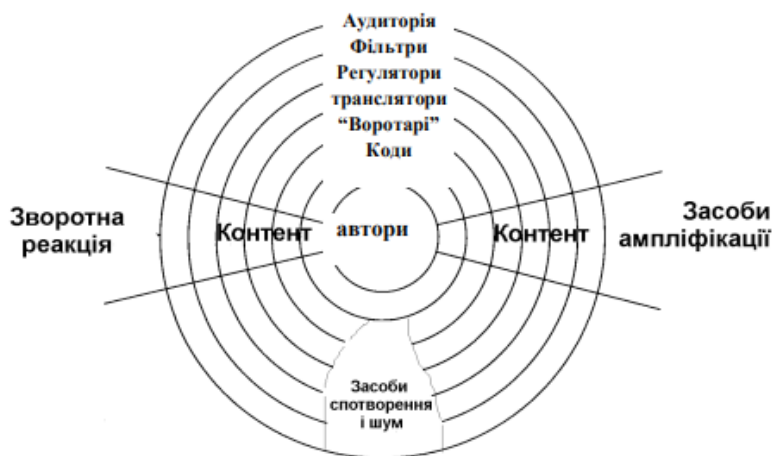 Аудиторія
Фільтри
Регулятори
транслятори
“Воротарі”
Коди
Зворотна
реакція
Контент
автори
Контент
Засоби
ампліфікації
Засоби
спотворення
і шум